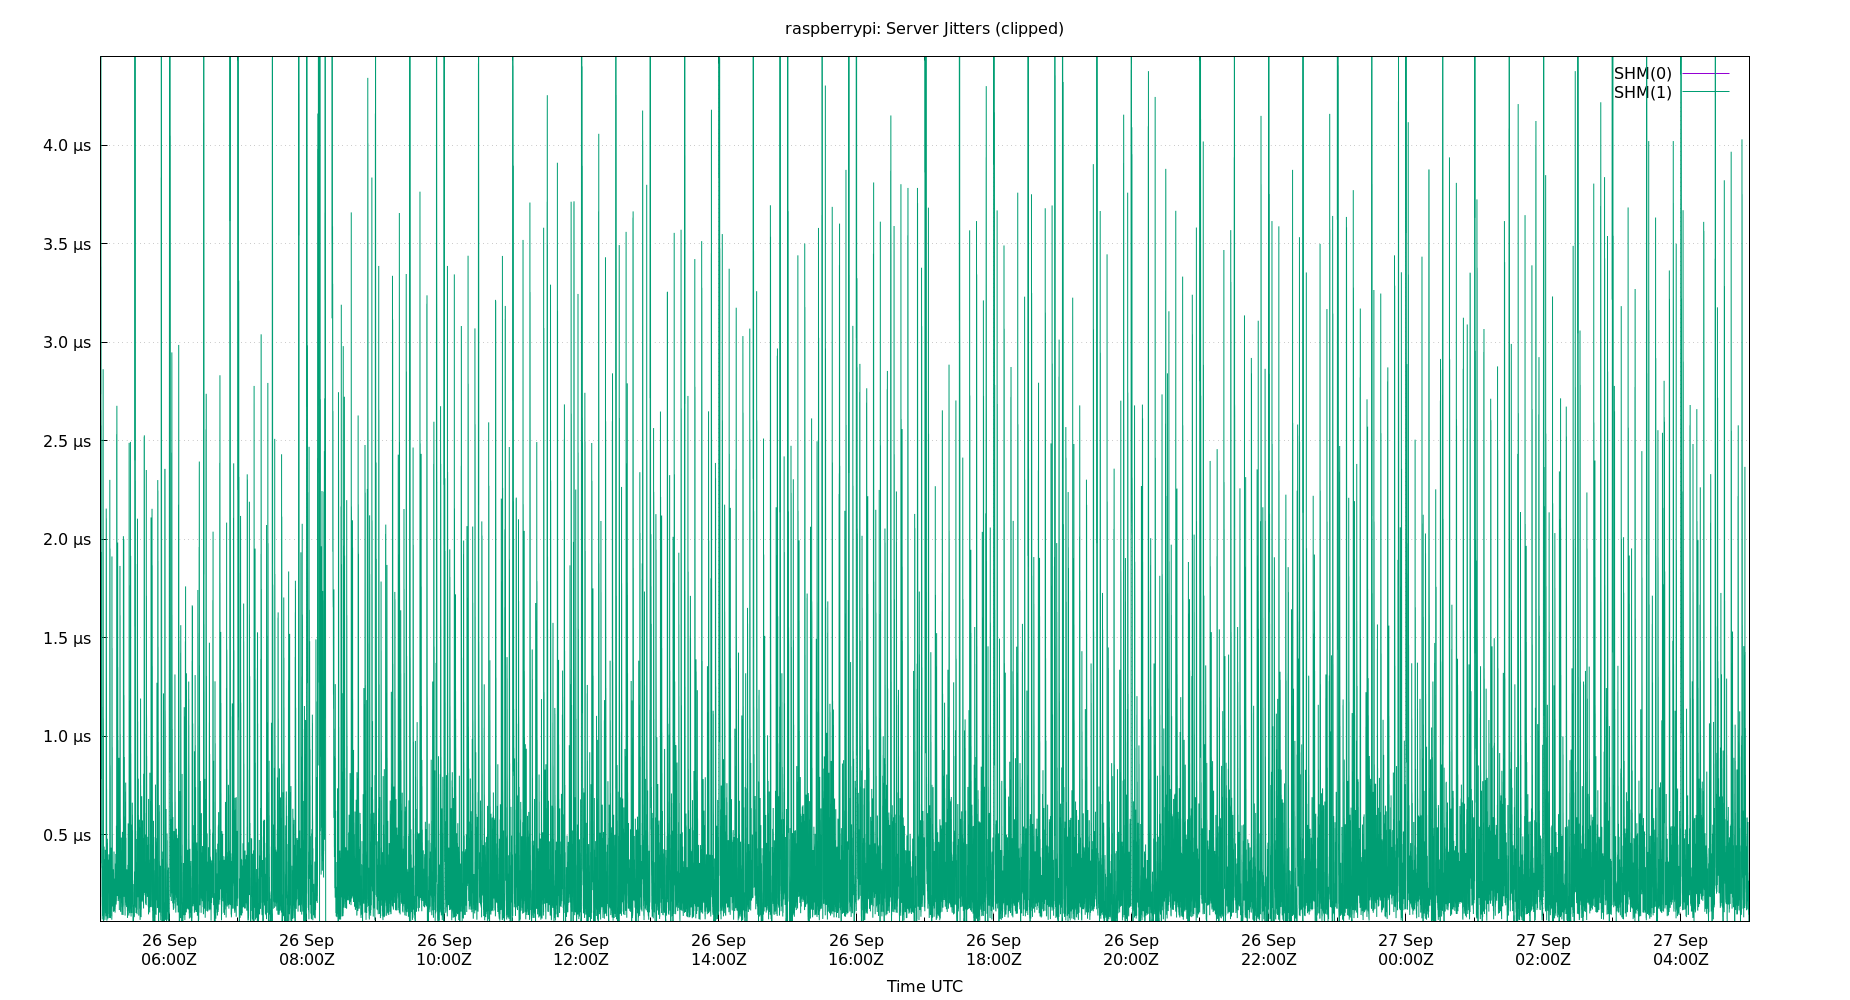 raspberrypi: Server Jitters (clipped)
SHM(0)
SHM(1)
4.0 μs
3.5 μs
3.0 μs
2.5 μs
2.0 μs
1.5 μs
1.0 μs
0.5 μs
26 Sep 26 Sep 26 Sep 26 Sep 26 Sep 26 Sep 26 Sep 26 Sep 26 Sep 27 Sep 27 Sep 27 Sep
06:00Z 08:00Z 10:00Z 12:00Z 14:00Z 16:00Z 18:00Z 20:00Z 22:00Z 00:00Z 02:00Z 04:00Z
Time UTC